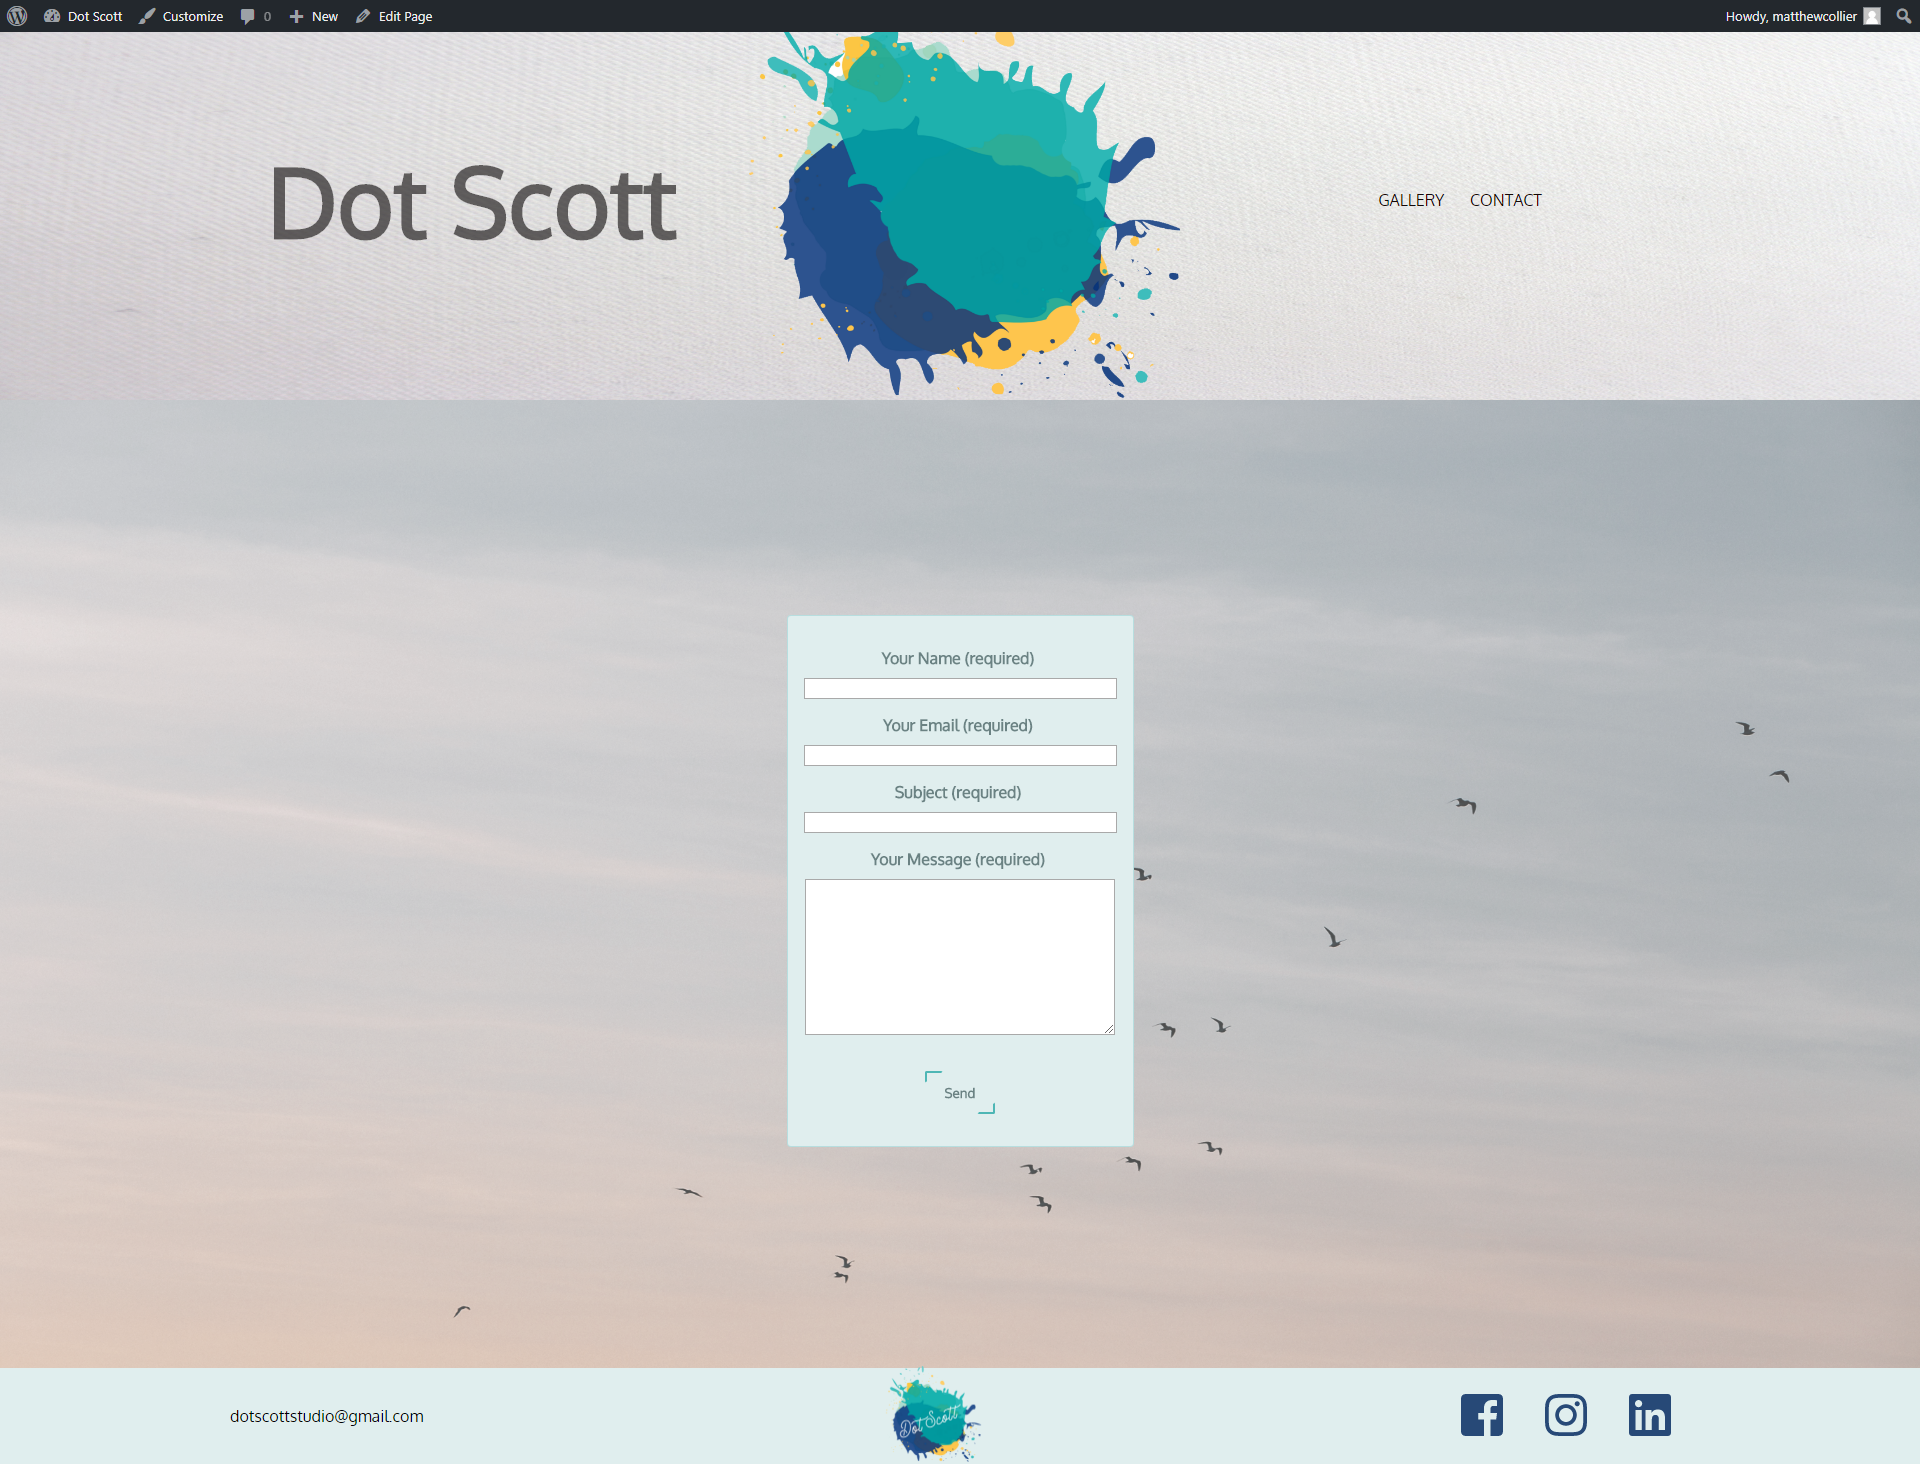 Dot Scott Customize 0 New Edit Page Howdy, matthewcollier
Dot Scott
GALLERY CONTACT
Your Name (required)
Your Email (required)
Subject (required)
Your Message (required)
Send
dotscottstudio@gmail.com
Dot Scott